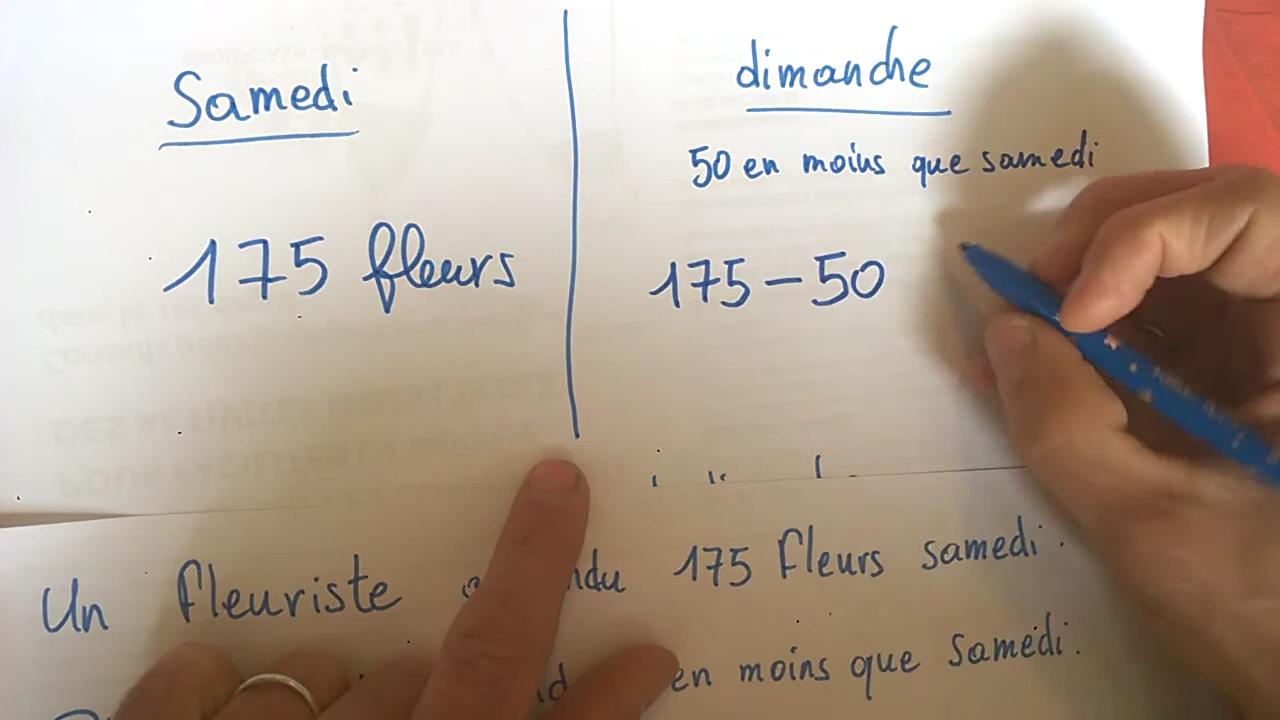 Samedi
175 fleurs
dimanche
50 en moins que samedi
175 - 50
Un fleuriste 175 fleurs samedi.
en moins que samedi.